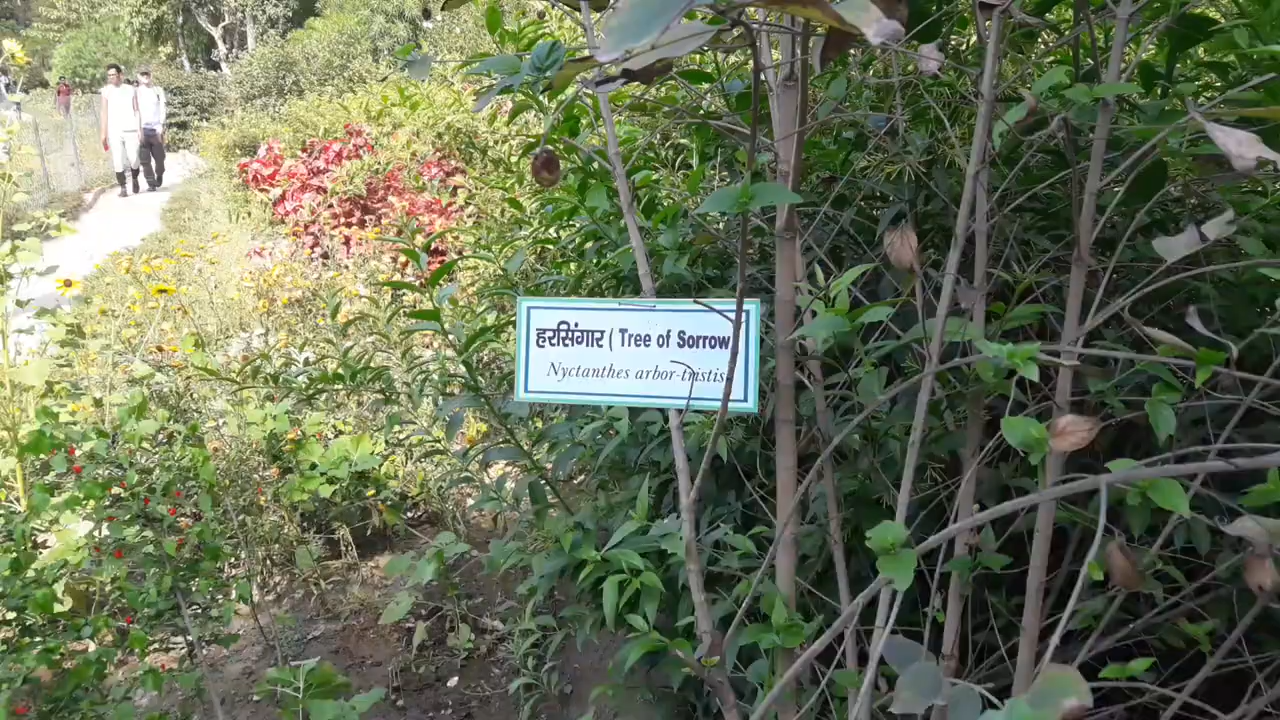 हरसिंगार ( Tree of Sorrow
Nyctanthes arbor-tristis